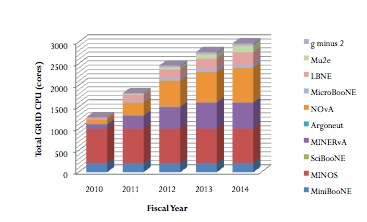 3000
2500
2000
1500
1000
500
0
Total GRID CPU (cores)
2010 2011 2012 2013 2014
Fiscal Year
g minus 2
Mu2e
LBNE
MicroBooNE
NOvA
Argoneut
MINERvA
SciBooNE
MINOS
MiniBooNE